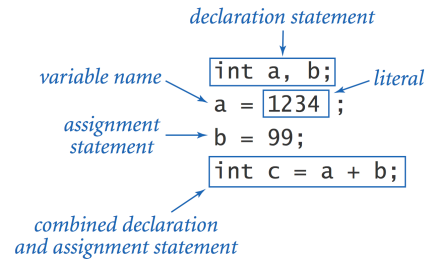 declaration statement
int a, b;
variable name
literal
a = 1234 ;
assignment
statement
b = 99;
int c = a + b;
combined declaration
and assignment statement